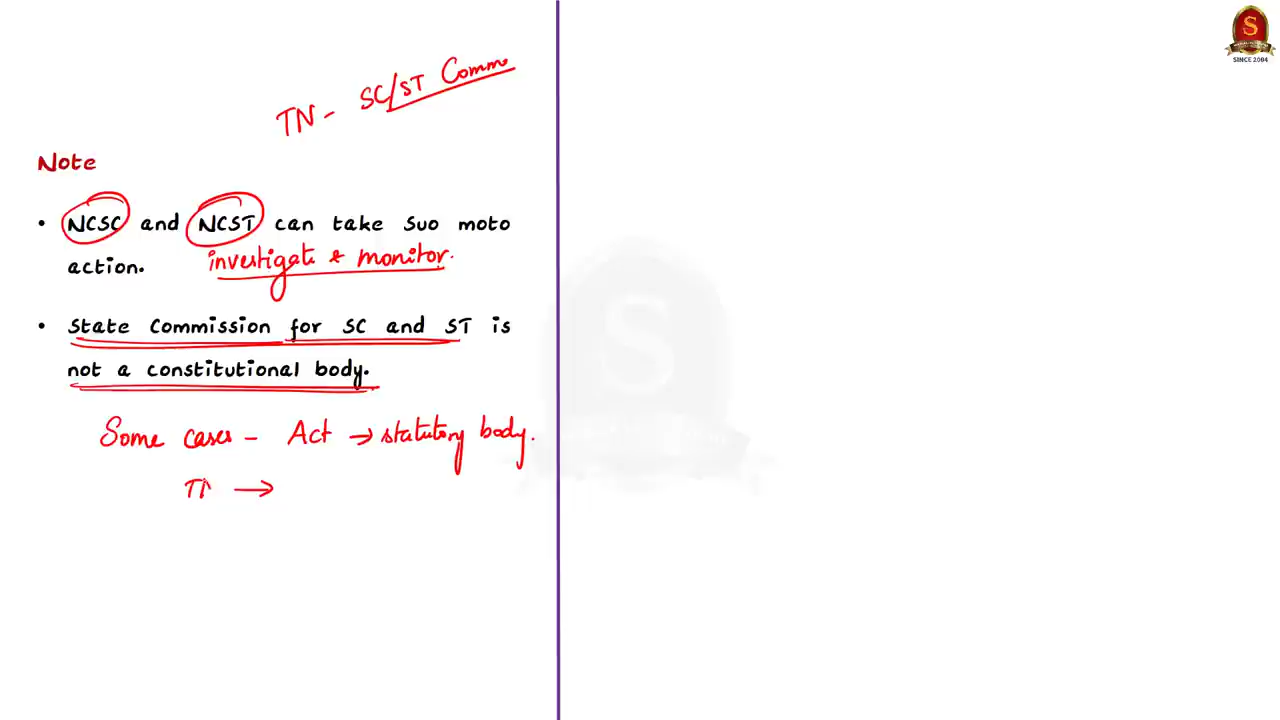 TN - SC/ST Comm
Note
• NCSC and NCST can take Suo moto
action. investigate & monitor.
• State Commission for SC and ST is
not a constitutional body.
Some cases - Act → statutory body.
→
S
SINCE 2004